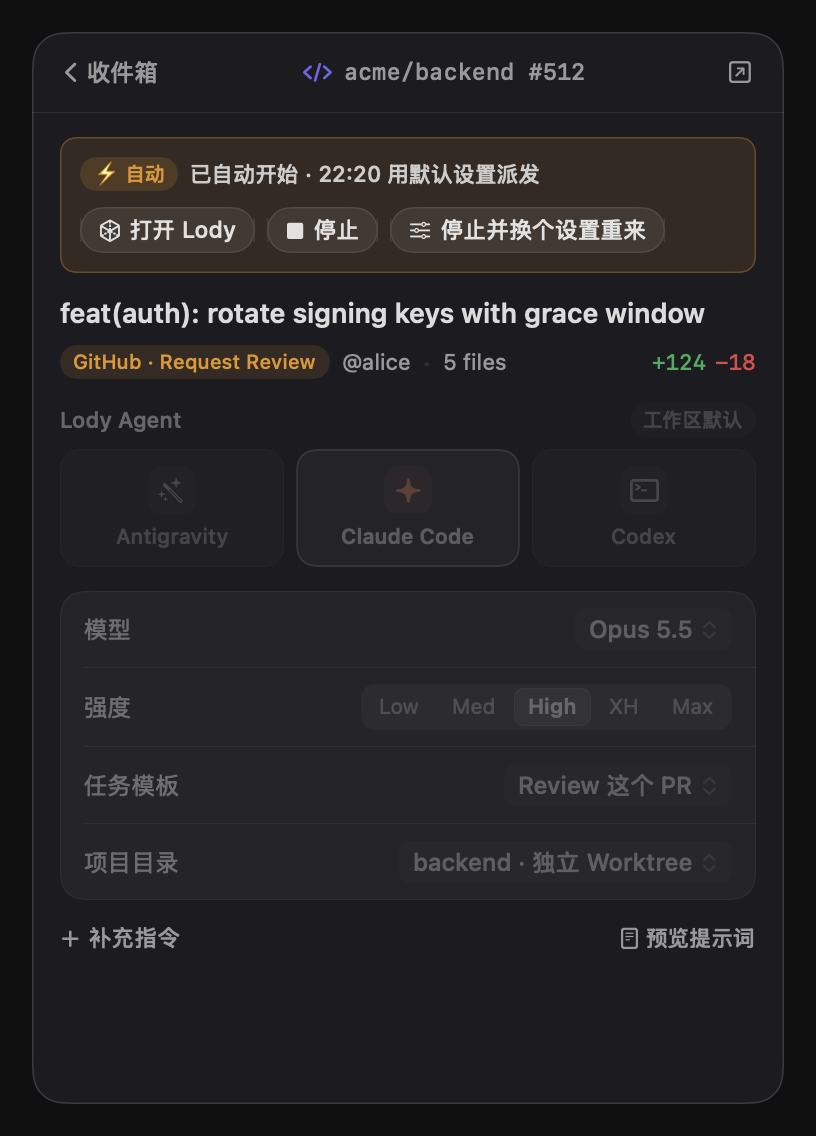 收件箱
</> acme/backend #512
⚡ 自动 已自动开始 · 22:20 用默认设置派发
打开 Lody 停止 停止并换个设置重来
feat(auth): rotate signing keys with grace window
GitHub · Request Review @alice · 5 files +124 −18
Lody Agent 工作区默认
Antigravity Claude Code Codex
模型 Opus 5.5
强度 Low Med High XH Max
任务模板 Review 这个 PR
项目目录 backend · 独立 Worktree
+ 补充指令 预览提示词